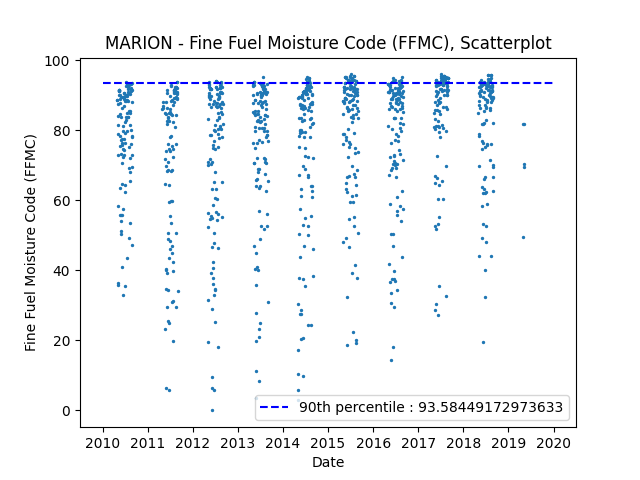 MARION - Fine Fuel Moisture Code (FFMC), Scatterplot
100
80
60
40
20
0
Fine Fuel Moisture Code (FFMC)
90th percentile : 93.58449172973633
2010 2011 2012 2013 2014 2015 2016 2017 2018 2019 2020
Date